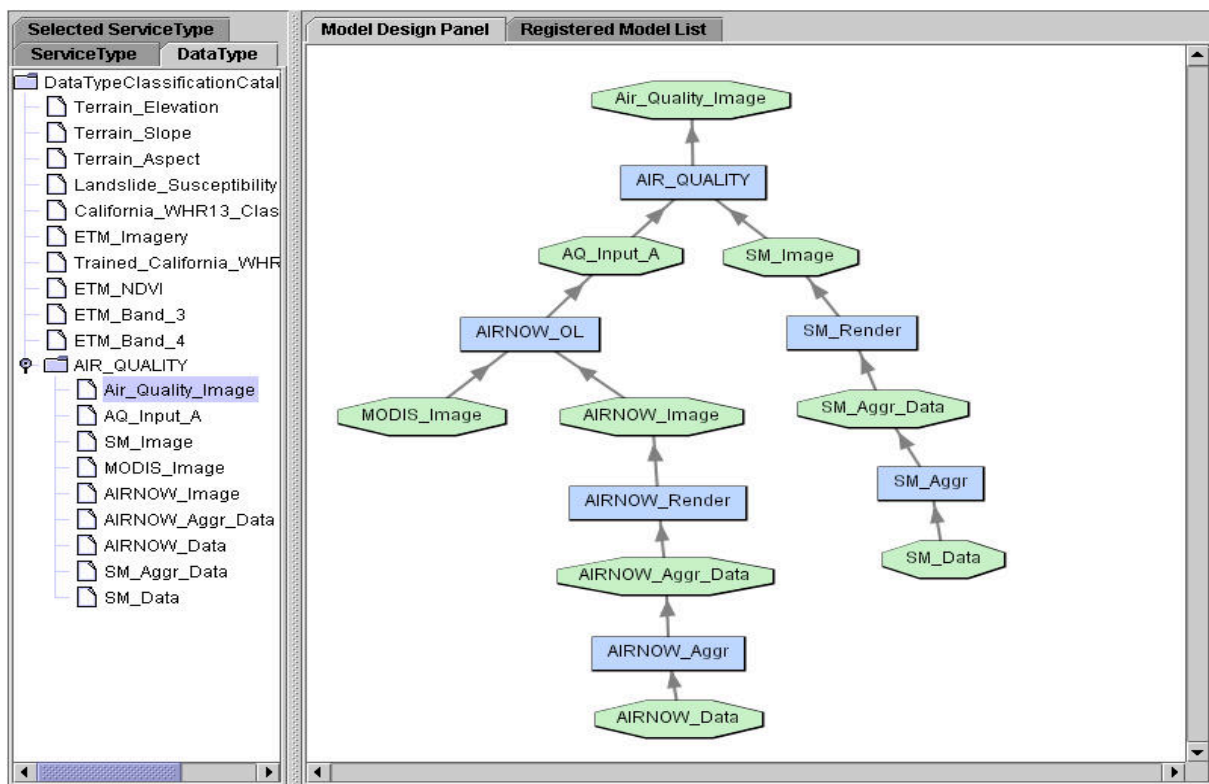 Selected ServiceType
ServiceType DataType
DataTypeClassificationCatal
Terrain_Elevation
Terrain_Slope
Terrain_Aspect
Landslide_Susceptibility
California_WHR13_Clas
ETM_Imagery
Trained_California_WHR
ETM_NDVI
ETM_Band_3
ETM_Band_4
AIR_QUALITY
Air_Quality_Image
AQ_Input_A
SM_Image
MODIS_Image
AIRNOW_Image
AIRNOW_Aggr_Data
AIRNOW_Data
SM_Aggr_Data
SM_Data
Model Design Panel Registered Model List
Air_Quality_Image
AIR_QUALITY
AQ_Input_A SM_Image
AIRNOW_OL SM_Render
MODIS_Image AIRNOW_Image SM_Aggr_Data
AIRNOW_Render SM_Aggr
AIRNOW_Aggr_Data SM_Data
AIRNOW_Aggr
AIRNOW_Data